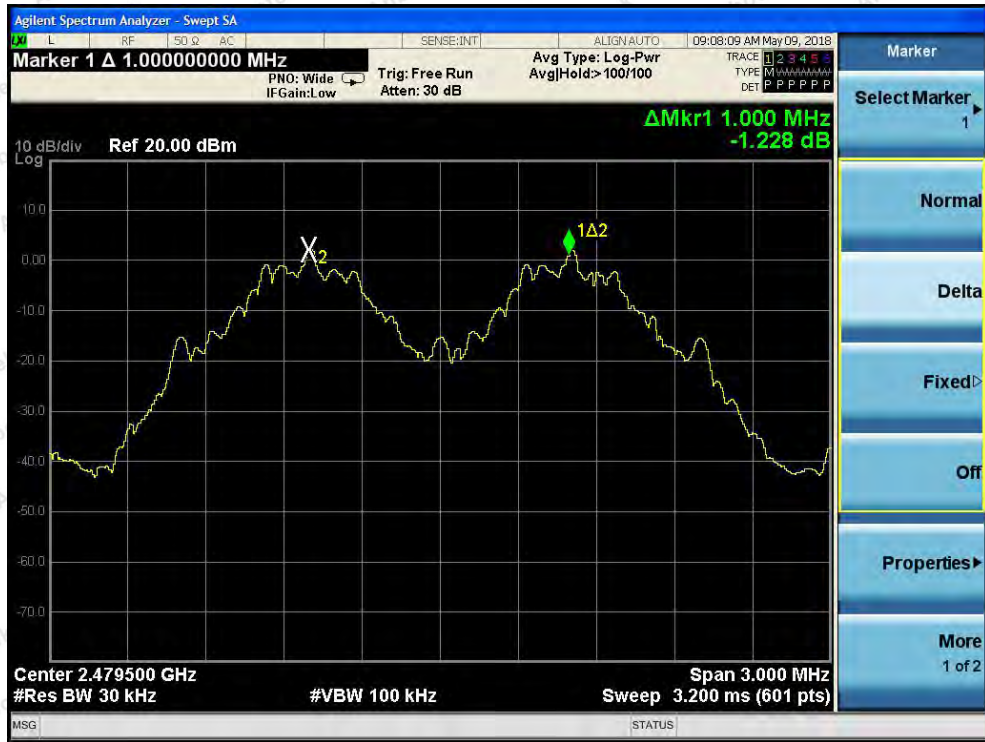 Agilent Spectrum Analyzer - Swept SA
LXI L RF 50 Ω AC SENSE:INT ALIGN AUTO 09:08:09 AM May 09, 2018
Marker 1 Δ 1.000000000 MHz
PNO: Wide
IFGain:Low
Trig: Free Run
Atten: 30 dB
Avg Type: Log-Pwr
Avg|Hold:>100/100
TRACE 1 2 3 4 5 6
TYPE M
DET P P P P P P
ΔMkr1 1.000 MHz
-1.228 dB
10 dB/div Ref 20.00 dBm
Log
10.0
0.00
-10.0
-20.0
-30.0
-40.0
-50.0
-60.0
-70.0
X2
1Δ2
Center 2.479500 GHz Span 3.000 MHz
#Res BW 30 kHz #VBW 100 kHz Sweep 3.200 ms (601 pts)
MSG STATUS
Marker
Select Marker
1
Normal
Delta
Fixed
Off
Properties
More
1 of 2